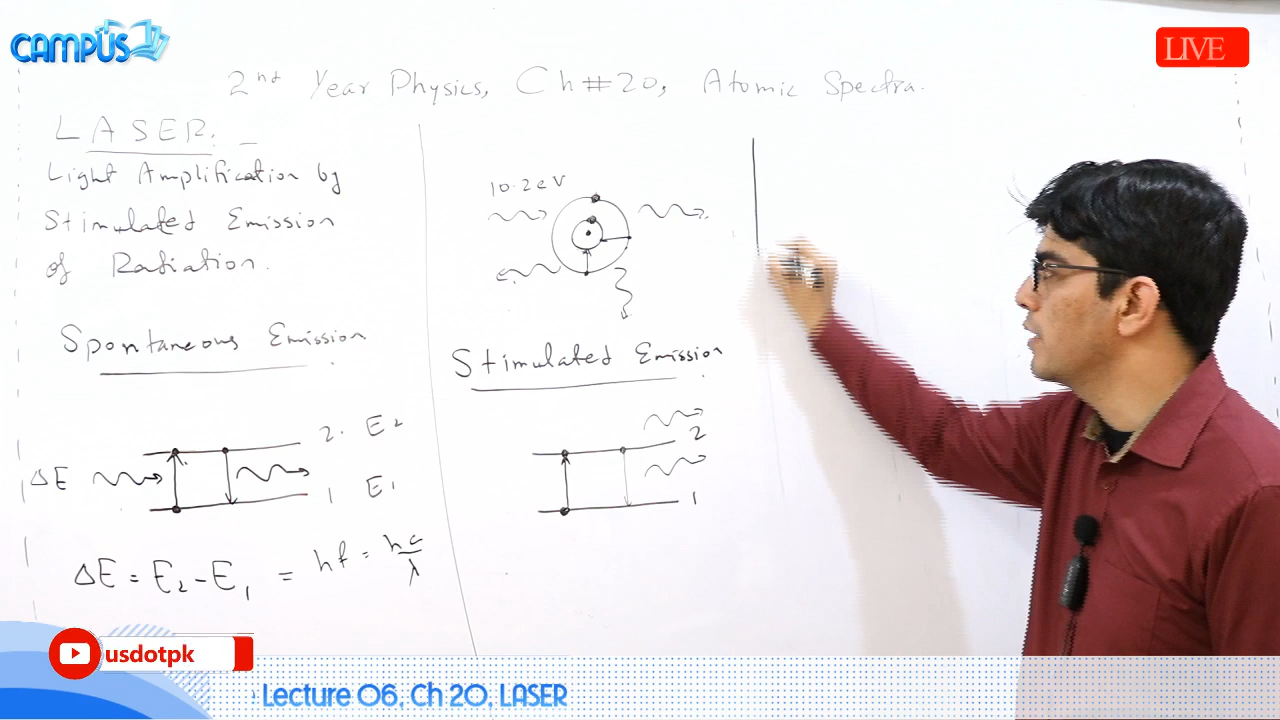 CAMPUS
LIVE
2nd Year Physics, Ch#20, Atomic Spectra.
LASER:
Light Amplification by
Stimulated Emission
of Radiation.
Spontaneous Emission
ΔE
2. E2
1 E1
ΔE = E2 - E1 = hf = hc/λ
10.2 eV
Stimulated Emission
2
1
usdotpk
Lecture 06, Ch 20, LASER